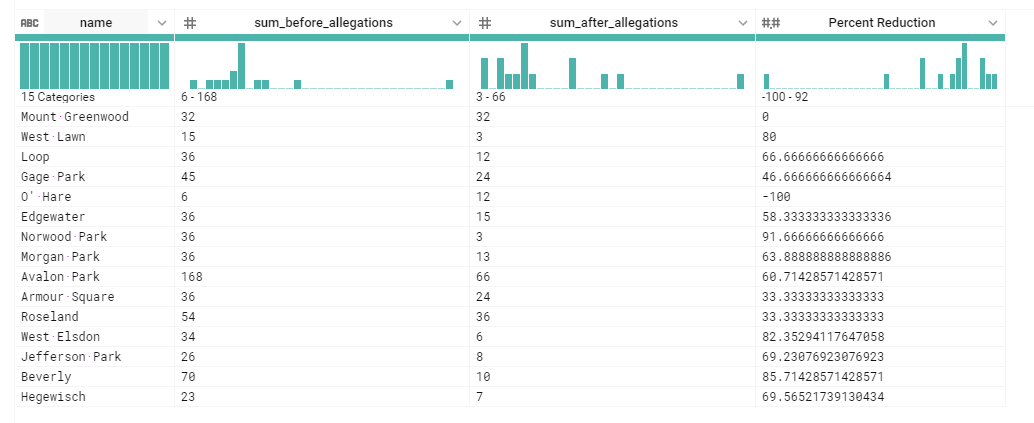 ABC name # sum_before_allegations # sum_after_allegations #.# Percent Reduction
15 Categories 6 - 168 3 - 66 -100 - 92
Mount·Greenwood 32 32 0
West·Lawn 15 3 80
Loop 36 12 66.66666666666666
Gage·Park 45 24 46.666666666666664
O'·Hare 6 12 -100
Edgewater 36 15 58.333333333333336
Norwood·Park 36 3 91.66666666666666
Morgan·Park 36 13 63.888888888888886
Avalon·Park 168 66 60.71428571428571
Armour·Square 36 24 33.33333333333333
Roseland 54 36 33.33333333333333
West·Elsdon 34 6 82.35294117647058
Jefferson·Park 26 8 69.23076923076923
Beverly 70 10 85.71428571428571
Hegewisch 23 7 69.56521739130434